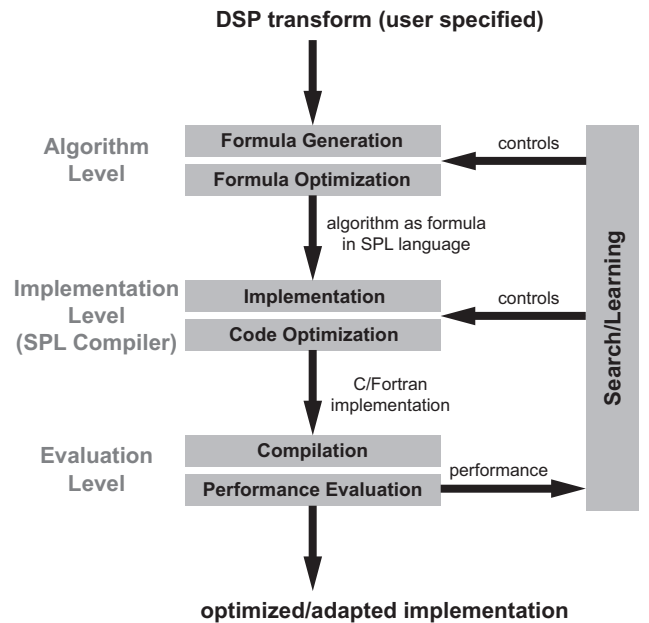 DSP transform (user specified)
Algorithm
Level
Formula Generation
Formula Optimization
controls
algorithm as formula
in SPL language
Implementation
Level
(SPL Compiler)
Implementation
Code Optimization
controls
Search/Learning
C/Fortran
implementation
Evaluation
Level
Compilation
Performance Evaluation
performance
optimized/adapted implementation